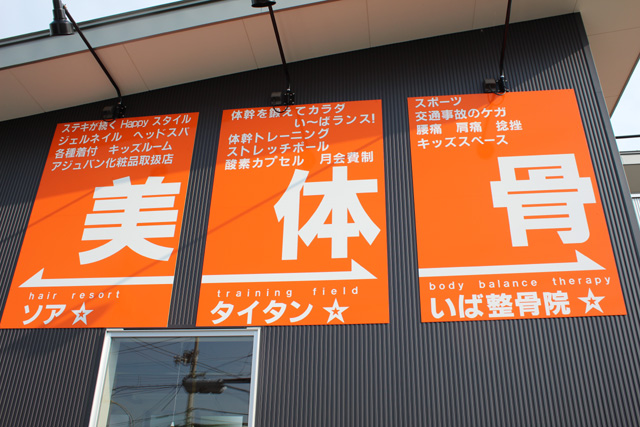 ステキが続く Happy スタイル
ジェルネイル ヘッドスパ
各種着付 キッズルーム
アジュバン化粧品取扱店
美
hair resort
ソア☆
体幹を鍛えてカラダ
い〜ばランス!
体幹トレーニング
ストレッチポール
酸素カプセル 月会費制
体
training field
タイタン☆
スポーツ
交通事故のケガ
腰痛 肩痛 捻挫
キッズスペース
骨
body balance therapy
いば整骨院☆